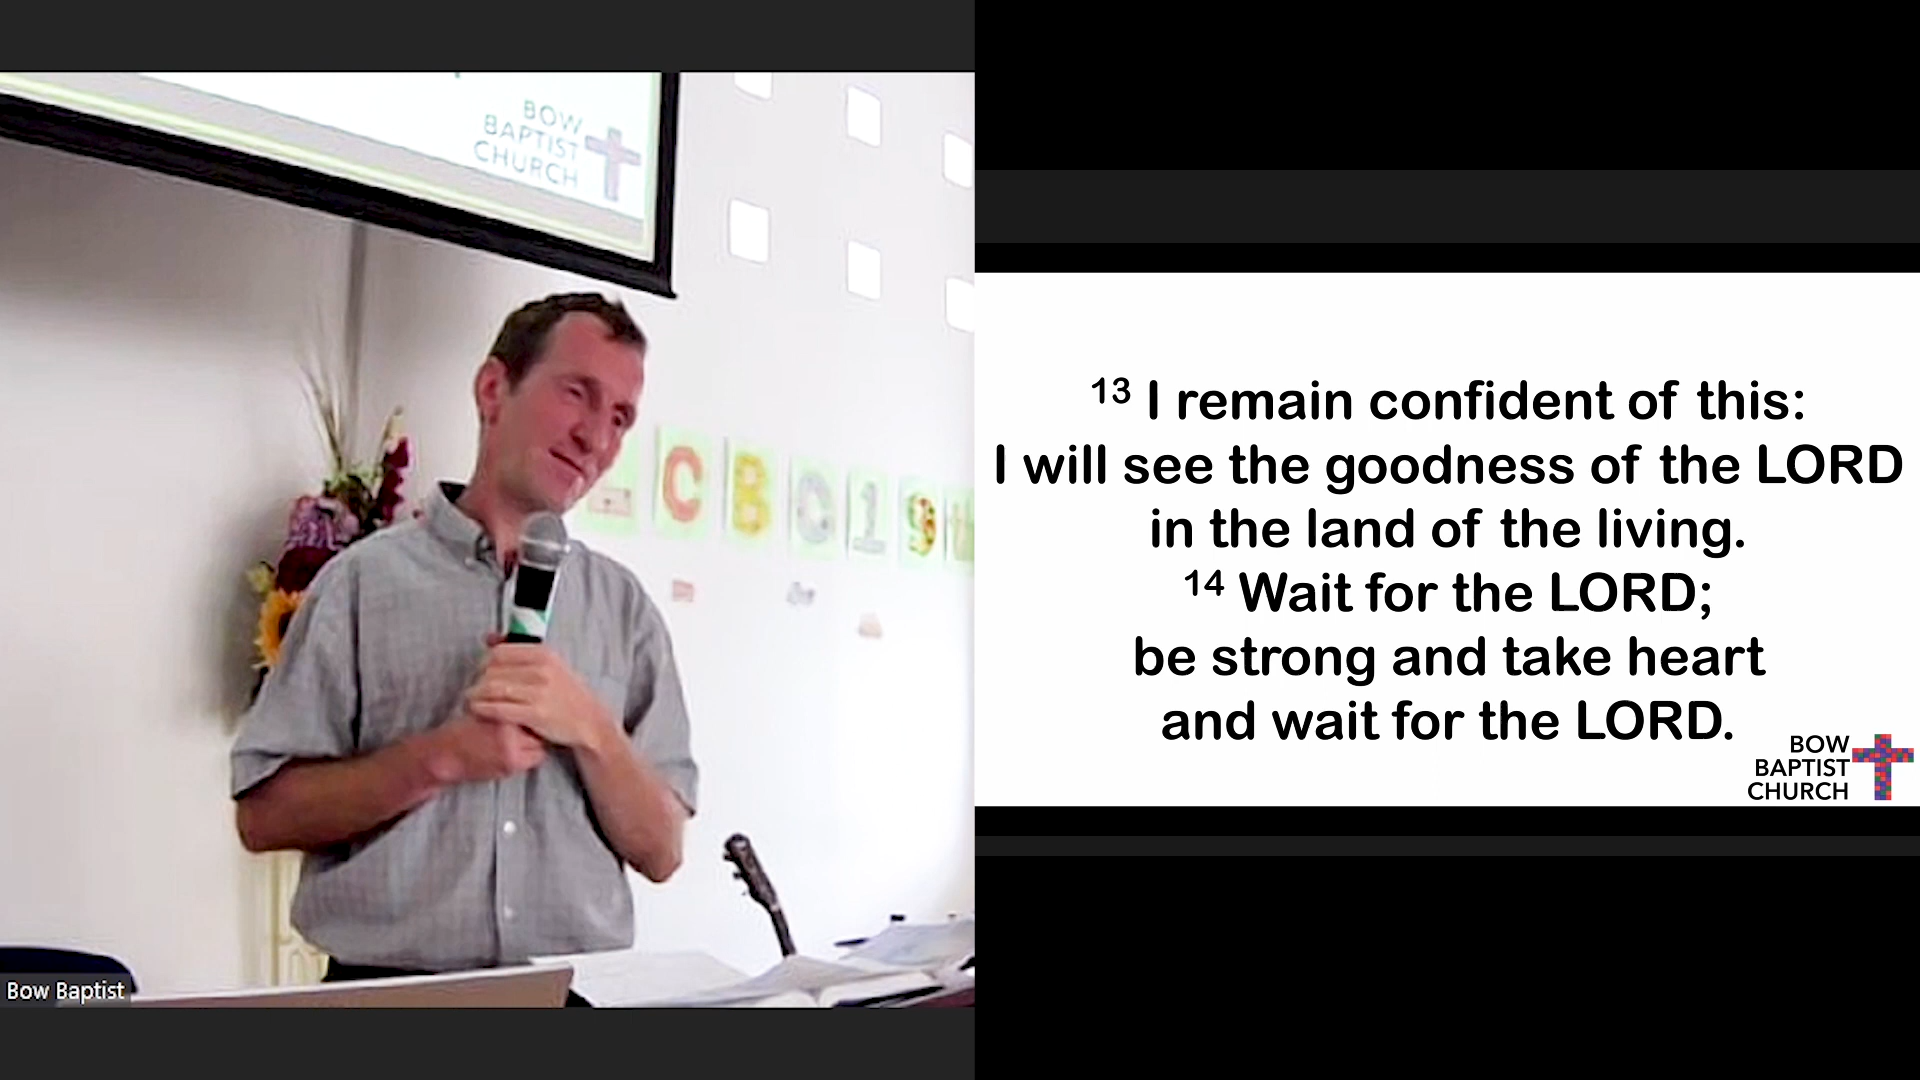 BOW
BAPTIST
CHURCH
C B C 1 9
Bow Baptist
13 I remain confident of this:
I will see the goodness of the LORD
in the land of the living.
14 Wait for the LORD;
be strong and take heart
and wait for the LORD.
BOW
BAPTIST
CHURCH